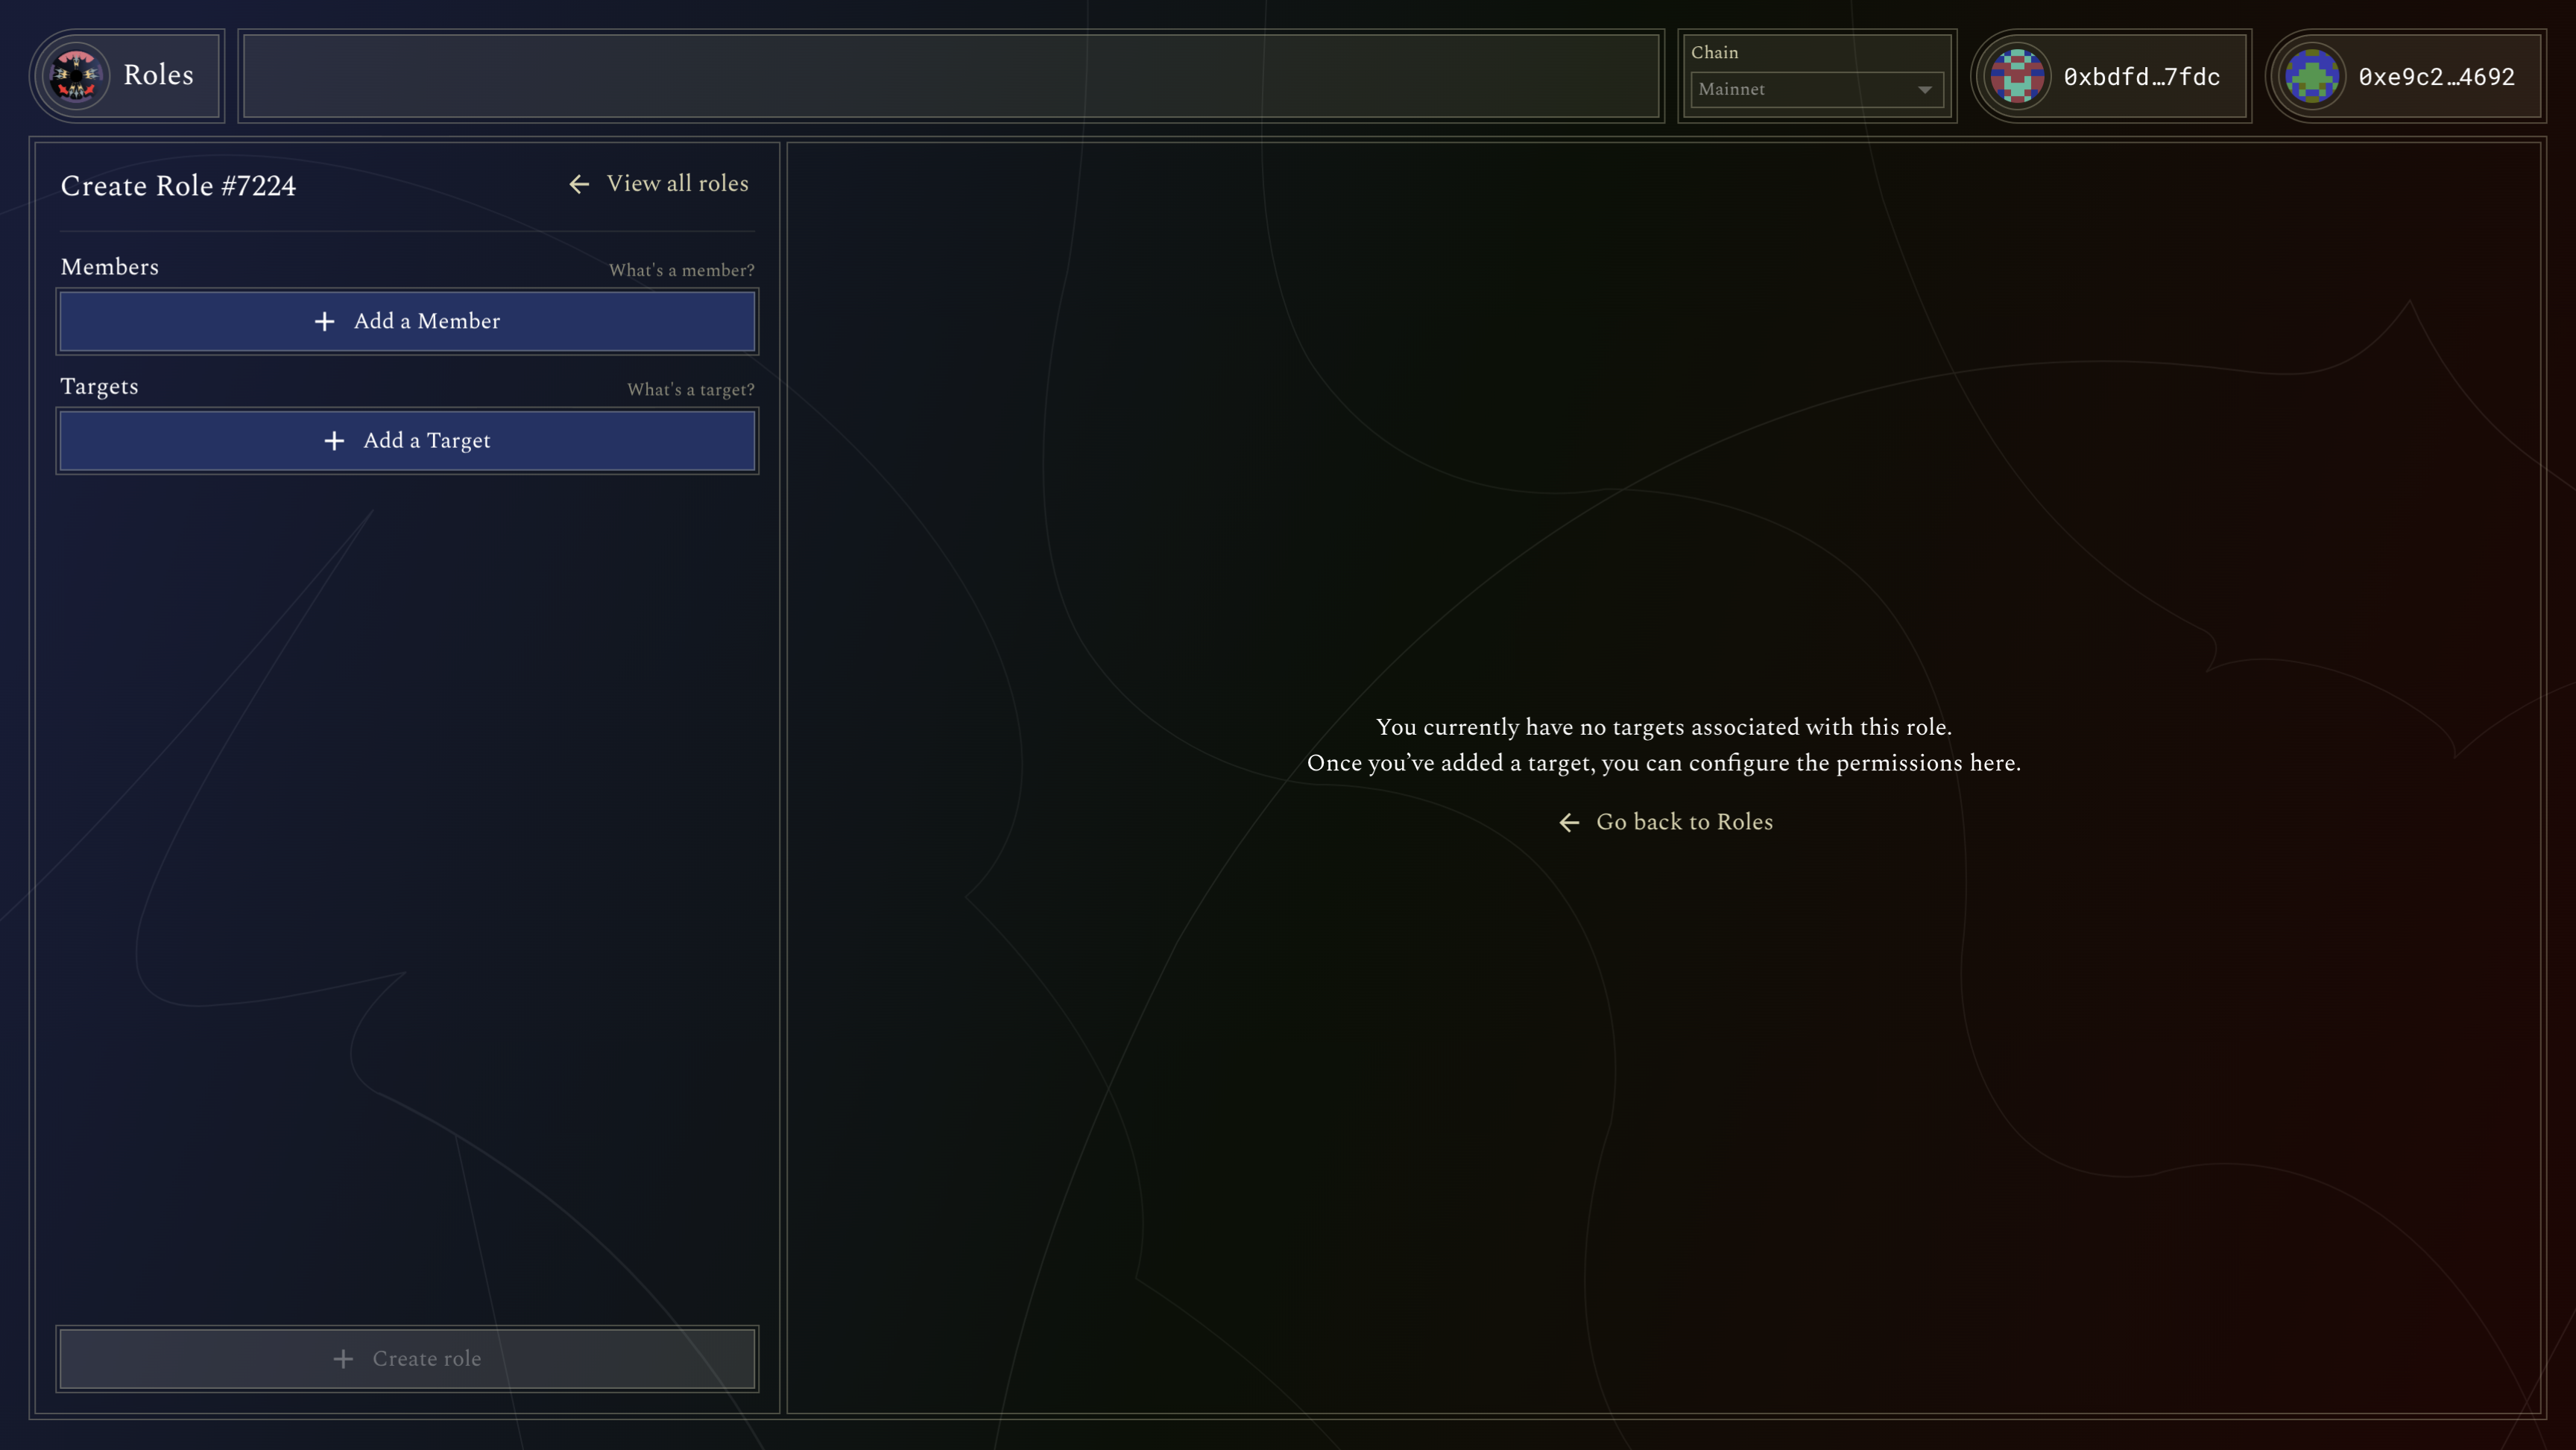 Roles
Chain
Mainnet
0xbdfd…7fdc
0xe9c2…4692
Create Role #7224
View all roles
Members
What's a member?
Add a Member
Targets
What's a target?
Add a Target
You currently have no targets associated with this role.
Once you’ve added a target, you can configure the permissions here.
Go back to Roles
Create role